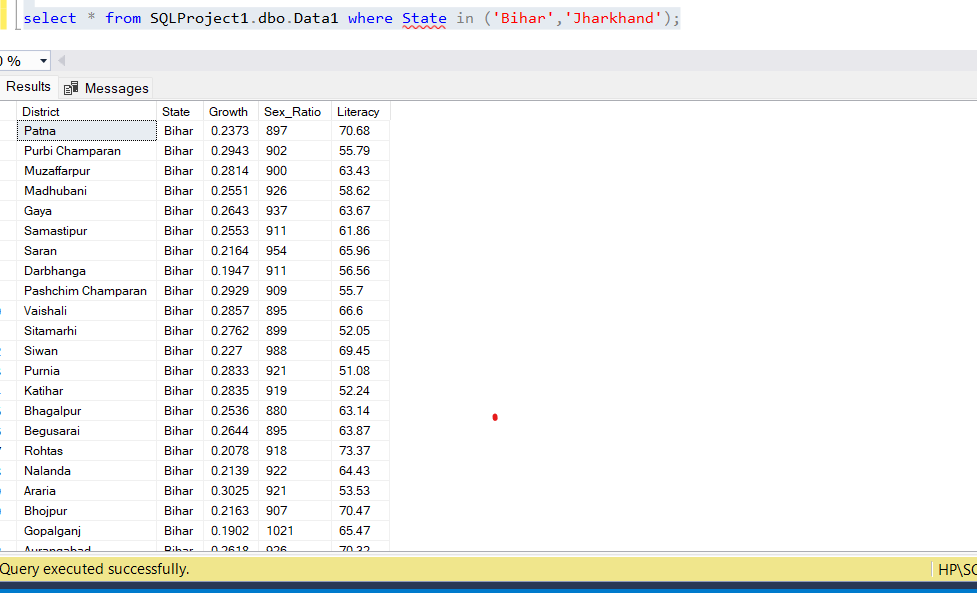 select * from SQLProject1.dbo.Data1 where State in ('Bihar','Jharkhand');
%
Results Messages
District State Growth Sex_Ratio Literacy
Patna Bihar 0.2373 897 70.68
Purbi Champaran Bihar 0.2943 902 55.79
Muzaffarpur Bihar 0.2814 900 63.43
Madhubani Bihar 0.2551 926 58.62
Gaya Bihar 0.2643 937 63.67
Samastipur Bihar 0.2553 911 61.86
Saran Bihar 0.2164 954 65.96
Darbhanga Bihar 0.1947 911 56.56
Pashchim Champaran Bihar 0.2929 909 55.7
Vaishali Bihar 0.2857 895 66.6
Sitamarhi Bihar 0.2762 899 52.05
Siwan Bihar 0.227 988 69.45
Purnia Bihar 0.2833 921 51.08
Katihar Bihar 0.2835 919 52.24
Bhagalpur Bihar 0.2536 880 63.14
Begusarai Bihar 0.2644 895 63.87
Rohtas Bihar 0.2078 918 73.37
Nalanda Bihar 0.2139 922 64.43
Araria Bihar 0.3025 921 53.53
Bhojpur Bihar 0.2163 907 70.47
Gopalganj Bihar 0.1902 1021 65.47
Aurangabad Bihar 0.2618 926 70.32
Query executed successfully. HP\SQ